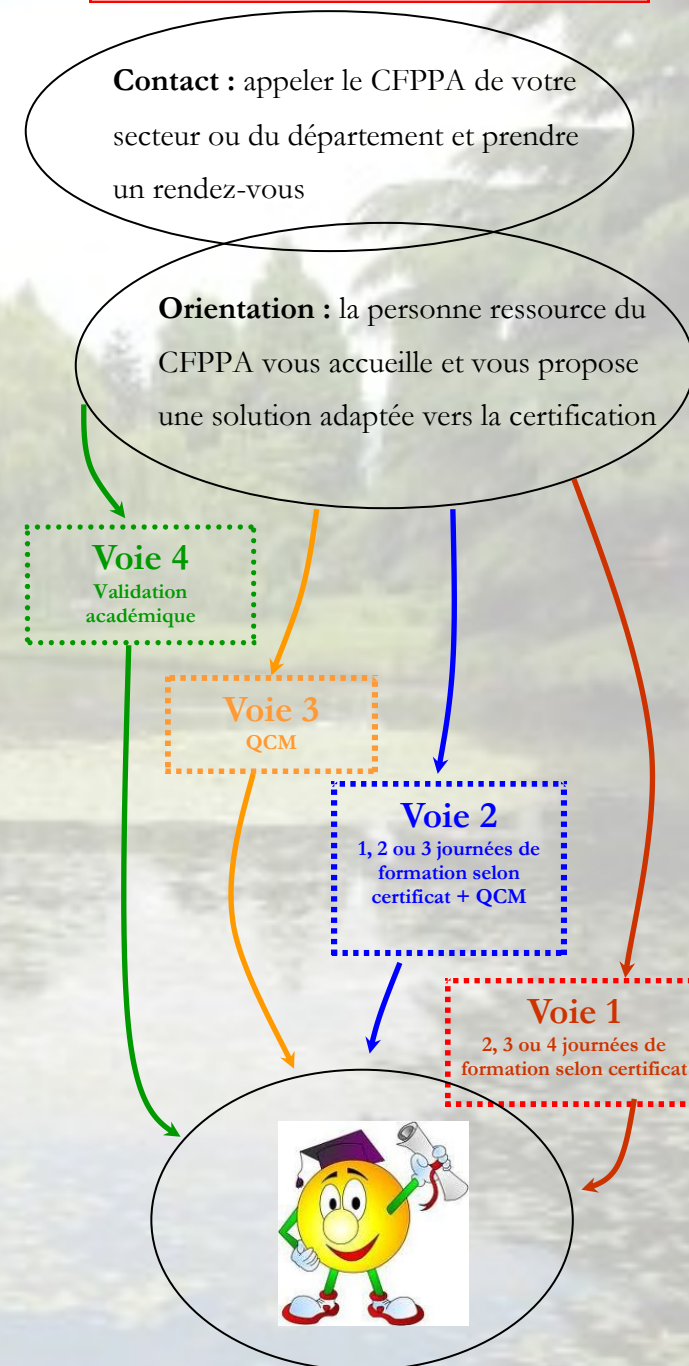 Contact : appeler le CFPPA de votre
secteur ou du département et prendre
un rendez-vous
Orientation : la personne ressource du
CFPPA vous accueille et vous propose
une solution adaptée vers la certification
Voie 4
Validation
académique
Voie 3
QCM
Voie 2
1, 2 ou 3 journées de
formation selon
certificat + QCM
Voie 1
2, 3 ou 4 journées de
formation selon certificat